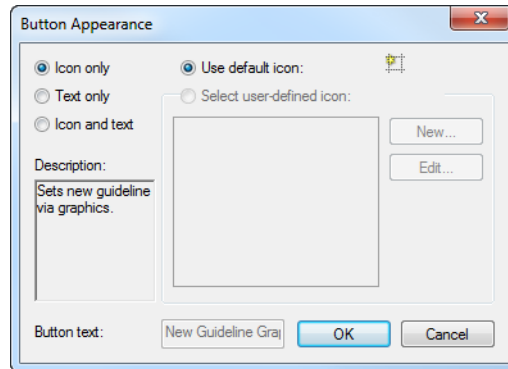 Button Appearance
Icon only
Use default icon:
Text only
Select user-defined icon:
Icon and text
New...
Edit...
Description:
Sets new guideline
via graphics.
Button text:
New Guideline Gra
OK
Cancel